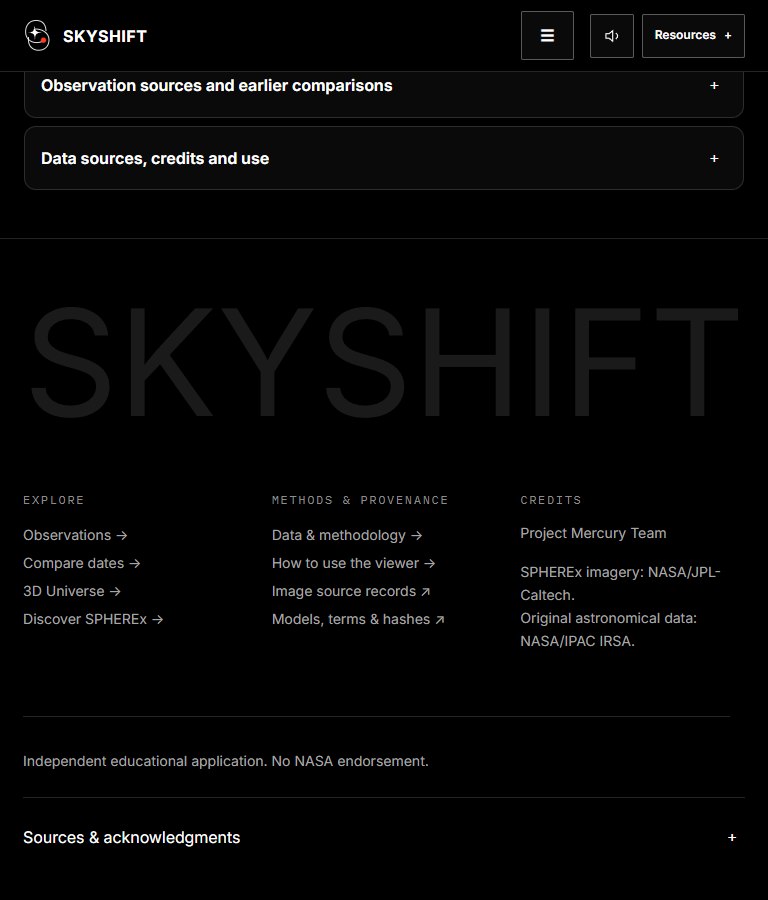 SKYSHIFT
☰
Resources +
Observation sources and earlier comparisons +
Data sources, credits and use +
SKYSHIFT
EXPLORE
Observations →
Compare dates →
3D Universe →
Discover SPHEREx →
METHODS & PROVENANCE
Data & methodology →
How to use the viewer →
Image source records ↗
Models, terms & hashes ↗
CREDITS
Project Mercury Team
SPHEREx imagery: NASA/JPL-
Caltech.
Original astronomical data:
NASA/IPAC IRSA.
Independent educational application. No NASA endorsement.
Sources & acknowledgments +